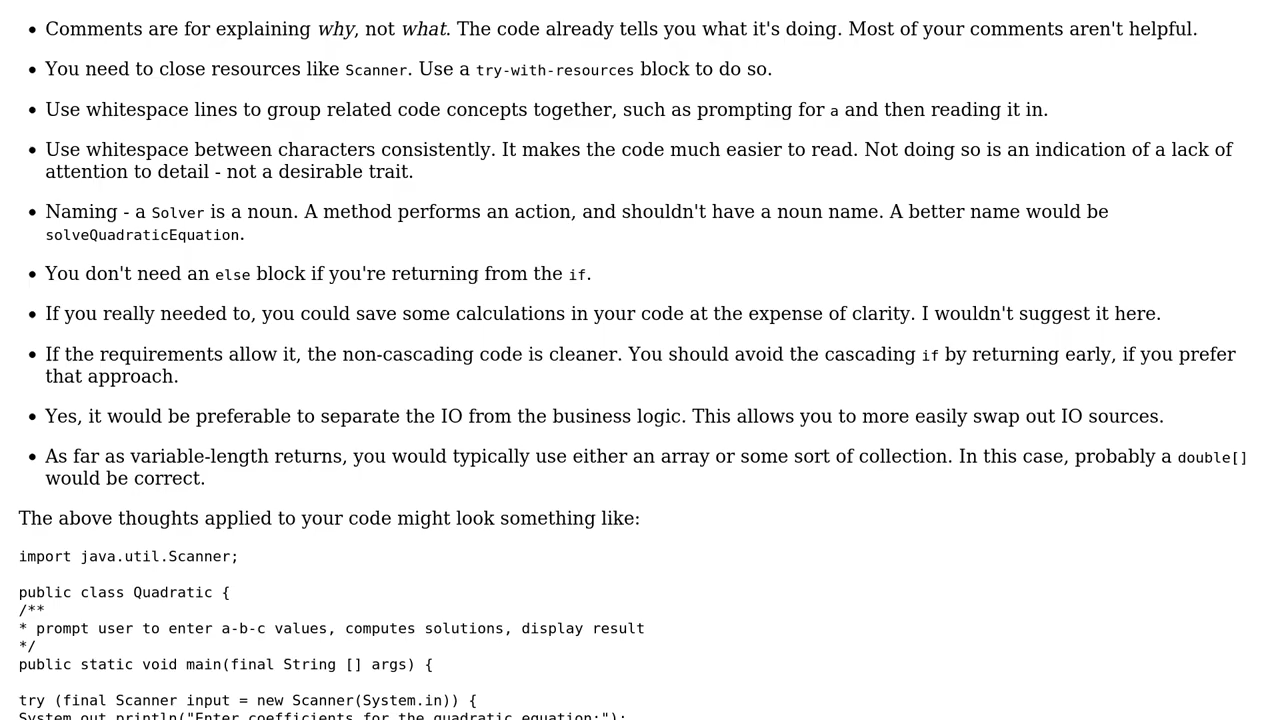 Comments are for explaining why, not what. The code already tells you what it's doing. Most of your comments aren't helpful.
You need to close resources like Scanner. Use a try-with-resources block to do so.
Use whitespace lines to group related code concepts together, such as prompting for a and then reading it in.
Use whitespace between characters consistently. It makes the code much easier to read. Not doing so is an indication of a lack of
attention to detail - not a desirable trait.
Naming - a Solver is a noun. A method performs an action, and shouldn't have a noun name. A better name would be
solveQuadraticEquation.
You don't need an else block if you're returning from the if.
If you really needed to, you could save some calculations in your code at the expense of clarity. I wouldn't suggest it here.
If the requirements allow it, the non-cascading code is cleaner. You should avoid the cascading if by returning early, if you prefer
that approach.
Yes, it would be preferable to separate the IO from the business logic. This allows you to more easily swap out IO sources.
As far as variable-length returns, you would typically use either an array or some sort of collection. In this case, probably a double[]
would be correct.
The above thoughts applied to your code might look something like:
import java.util.Scanner;
public class Quadratic {
/**
* prompt user to enter a-b-c values, computes solutions, display result
*/
public static void main(final String [] args) {
try (final Scanner input = new Scanner(System.in)) {
System.out.println("Enter coefficients for the quadratic equation:");